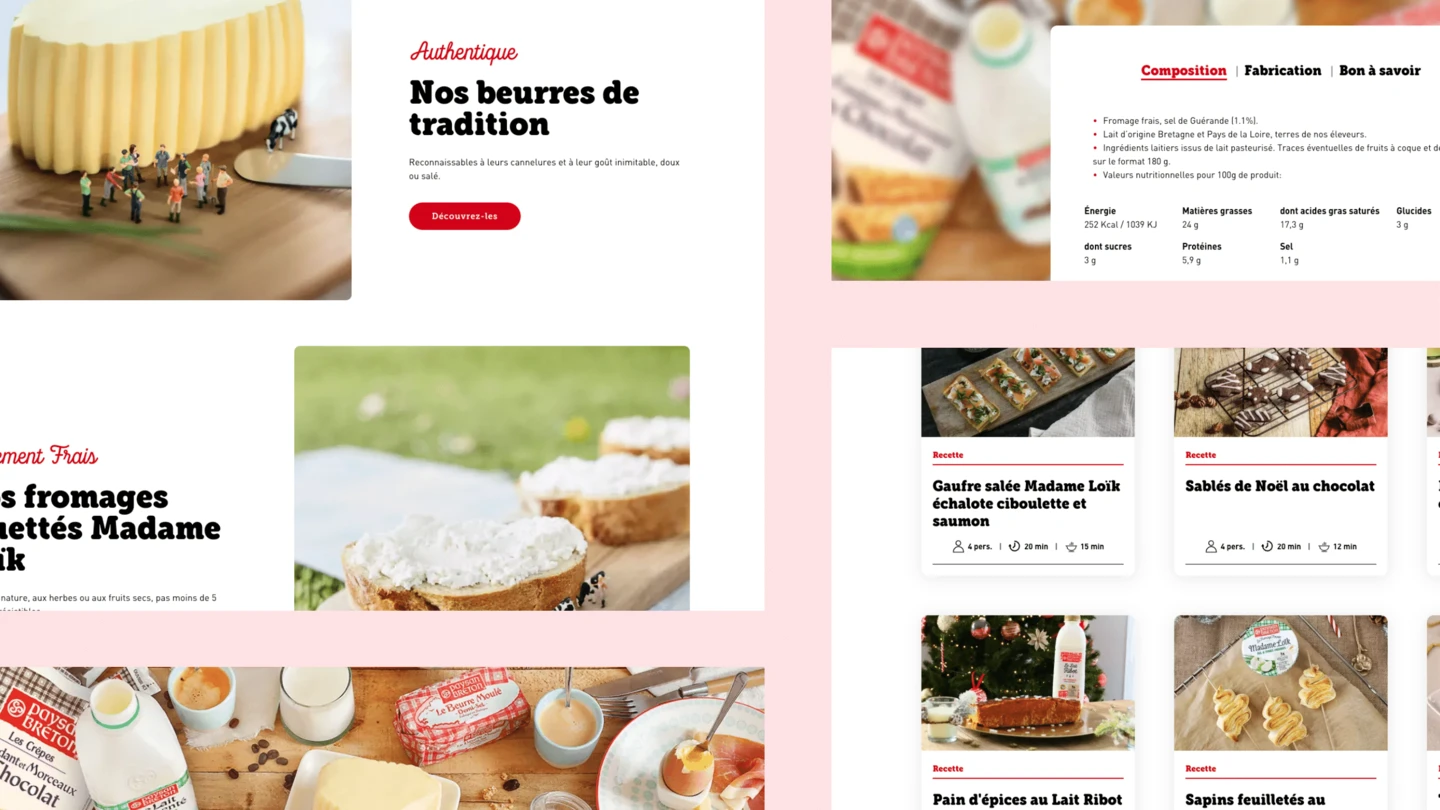 Authentique
Nos beurres de
tradition
Reconnaissables à leurs cannelures et à leur goût inimitable, doux
ou salé.
Découvrez-les
Frais
fromages
Madame
nature, aux herbes ou aux fruits secs, pas moins de 5
PAYSAN
BRETON
Les Crêpes
Chocolat
PAYSAN
BRETON
Le Beurre Moulé
Demi-Sel
Composition | Fabrication | Bon à savoir
• Fromage frais, sel de Guérande (1.1%).
• Lait d'origine Bretagne et Pays de la Loire, terres de nos éleveurs.
• Ingrédients laitiers issus de lait pasteurisé. Traces éventuelles de fruits à coque et de
sur le format 180 g.
• Valeurs nutritionnelles pour 100g de produit:
Énergie Matières grasses dont acides gras saturés Glucides
252 Kcal / 1039 KJ 24 g 17,3 g 3 g
dont sucres Protéines Sel
3 g 5,9 g 1,1 g
Recette
Gaufre salée Madame Loïk
échalote ciboulette et
saumon
4 pers. | 20 min | 15 min
Recette
Sablés de Noël au chocolat
4 pers. | 20 min | 12 min
Madame Loïk
Recette
Pain d'épices au Lait Ribot
Recette
Sapins feuilletés au